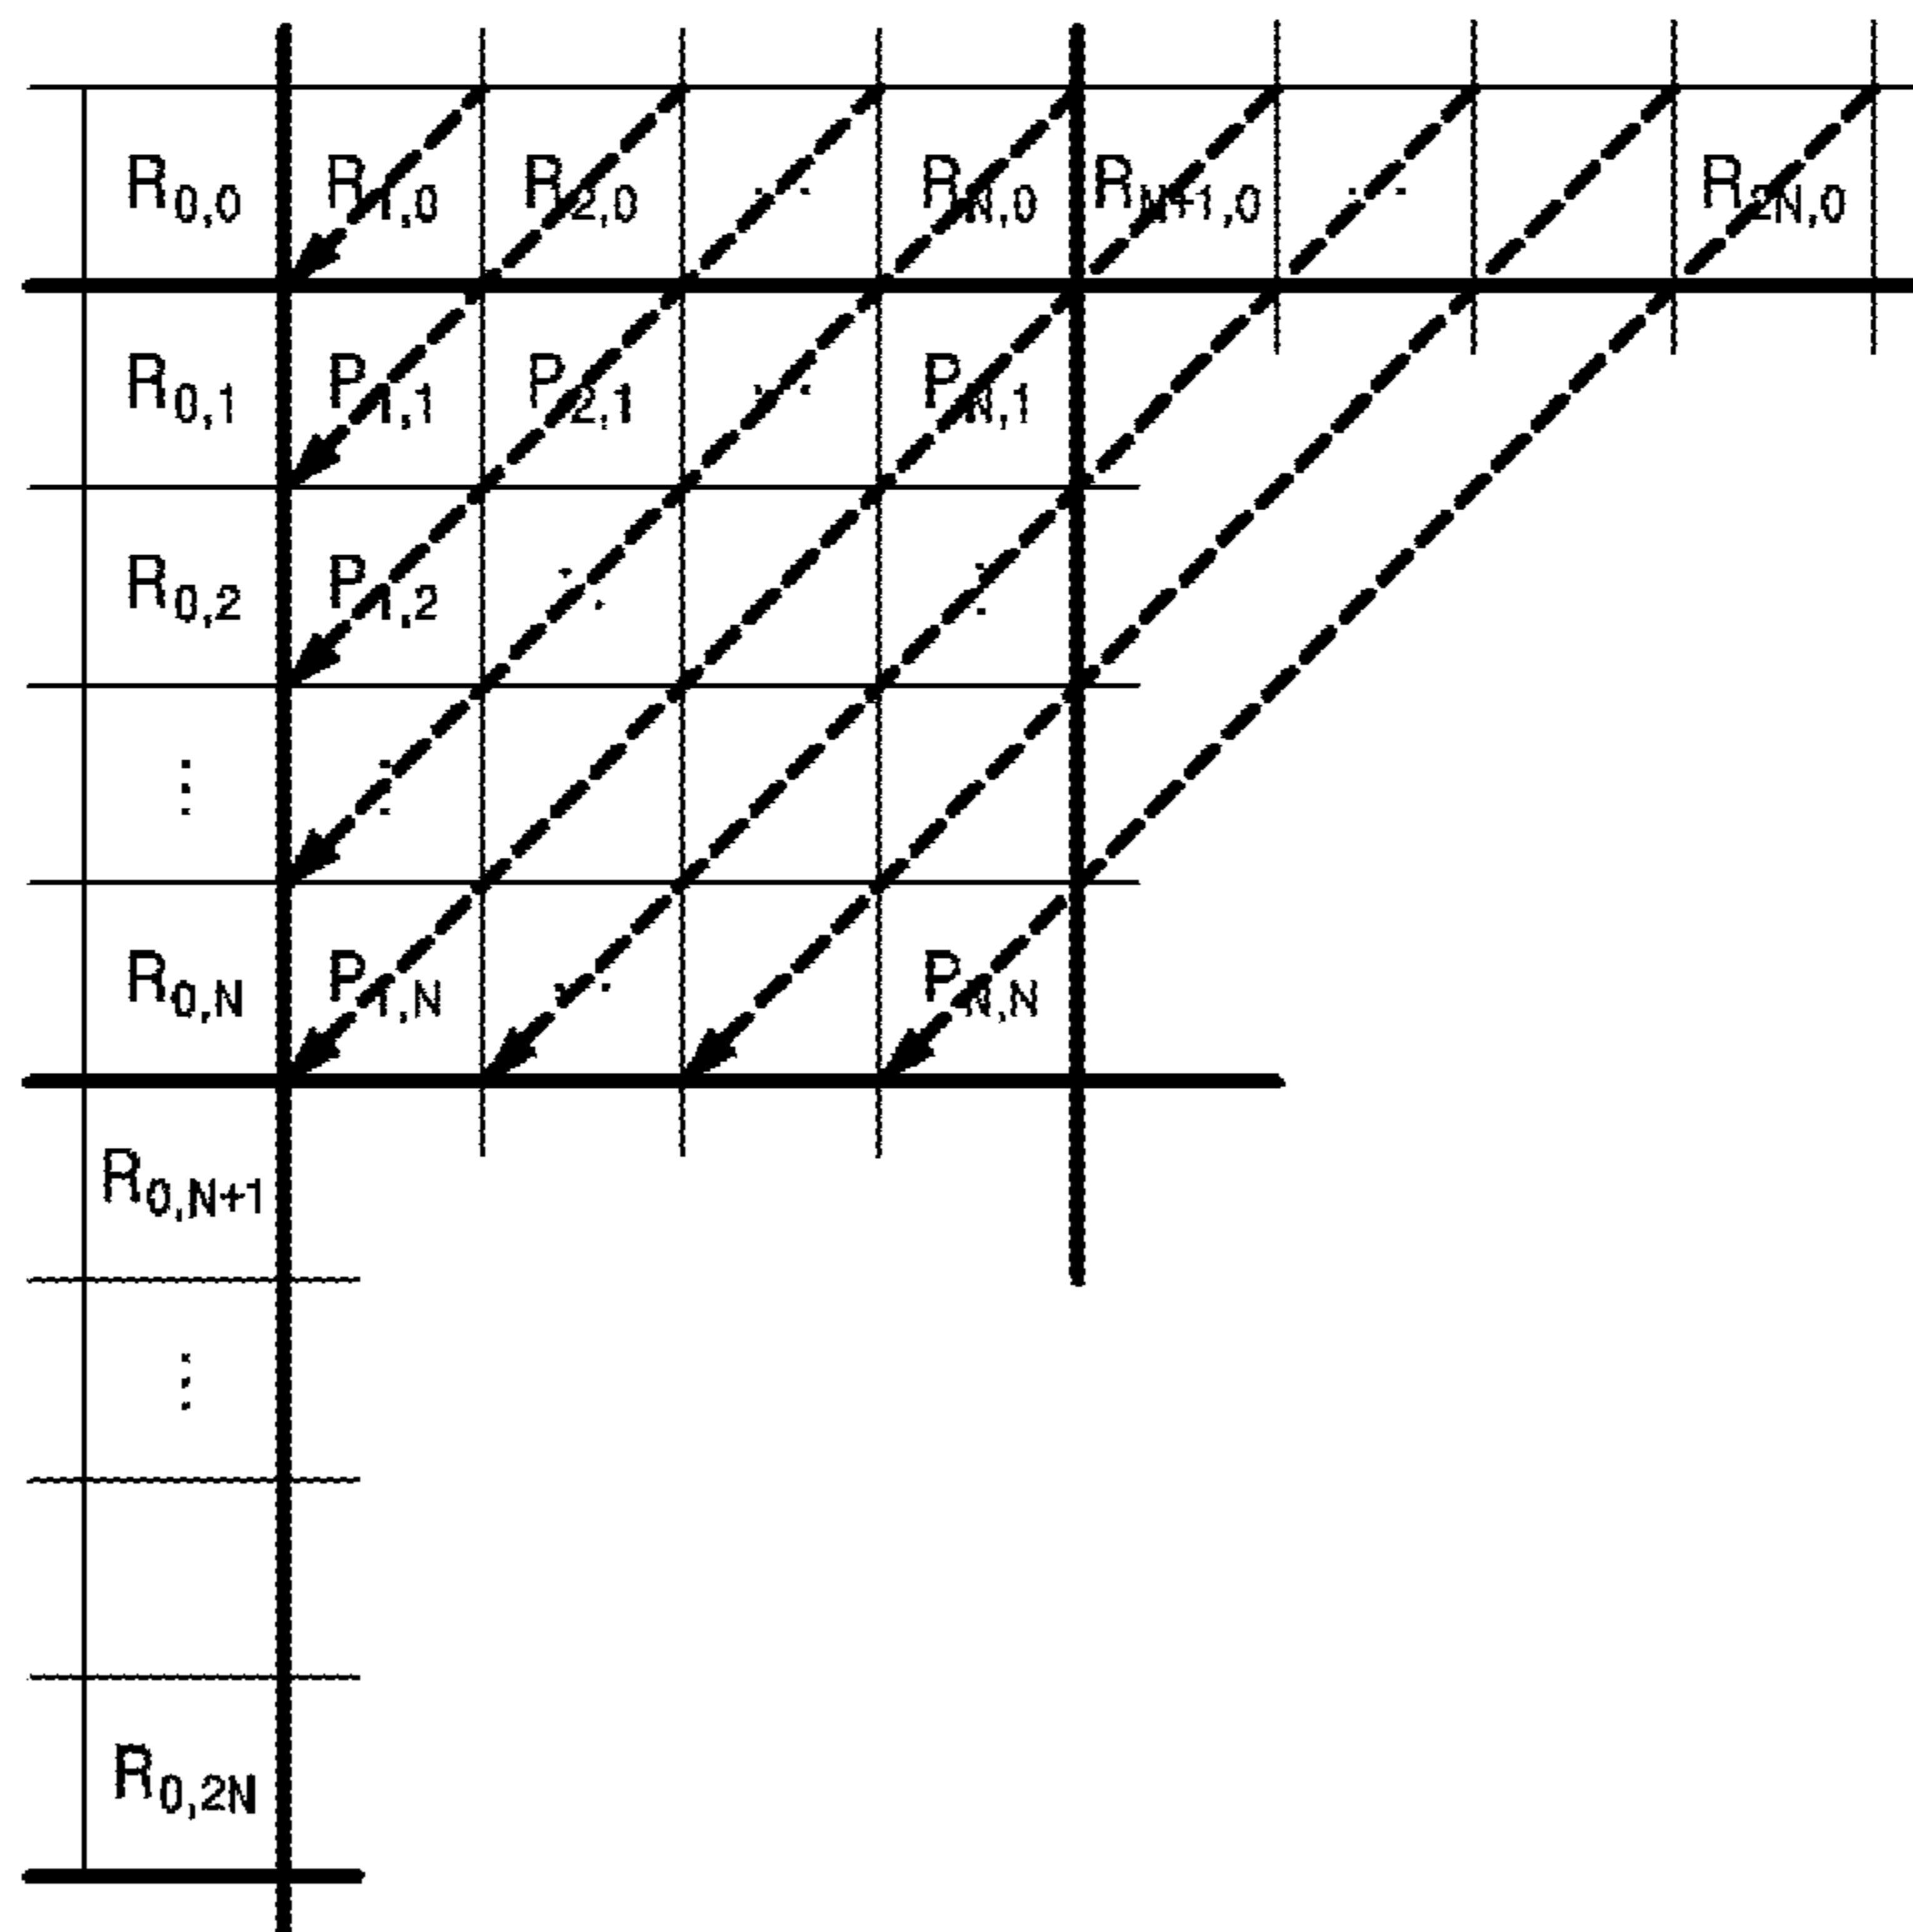 R0,0 R1,0 R2,0 ... RN,0 RN+1,0 ... R2N,0
R0,1 P1,1 P2,1 ... PN,1
R0,2 P1,2
R0,N P1,N ... PN,N
R0,N+1
R0,2N